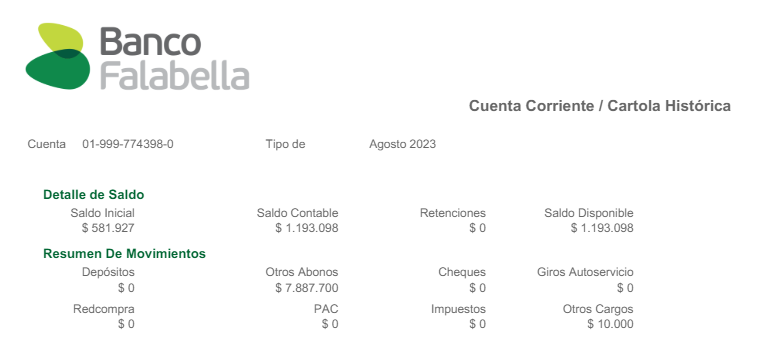 Banco
Falabella
Cuenta Corriente / Cartola Histórica
Cuenta 01-999-774398-0 Tipo de Agosto 2023
Detalle de Saldo
Saldo Inicial Saldo Contable Retenciones Saldo Disponible
$ 581.927 $ 1.193.098 $ 0 $ 1.193.098
Resumen De Movimientos
Depósitos Otros Abonos Cheques Giros Autoservicio
$ 0 $ 7.887.700 $ 0 $ 0
Redcompra PAC Impuestos Otros Cargos
$ 0 $ 0 $ 0 $ 10.000